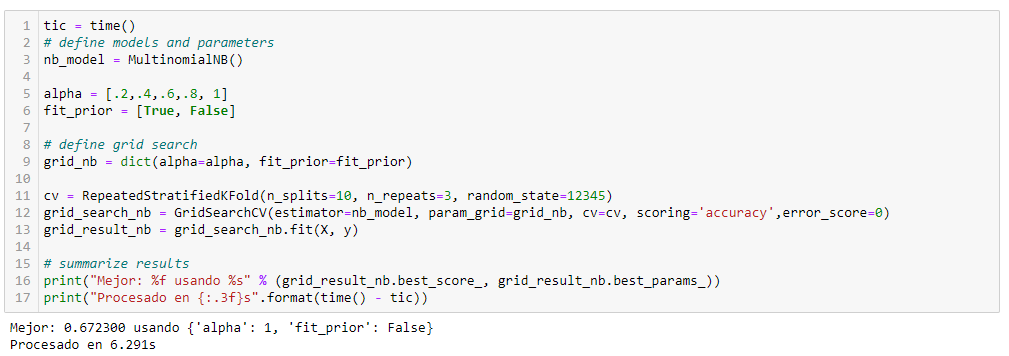 1 tic = time()
2 # define models and parameters
3 nb_model = MultinomialNB()
4
5 alpha = [.2,.4,.6,.8, 1]
6 fit_prior = [True, False]
7
8 # define grid search
9 grid_nb = dict(alpha=alpha, fit_prior=fit_prior)
10
11 cv = RepeatedStratifiedKFold(n_splits=10, n_repeats=3, random_state=12345)
12 grid_search_nb = GridSearchCV(estimator=nb_model, param_grid=grid_nb, cv=cv, scoring='accuracy',error_score=0)
13 grid_result_nb = grid_search_nb.fit(X, y)
14
15 # summarize results
16 print("Mejor: %f usando %s" % (grid_result_nb.best_score_, grid_result_nb.best_params_))
17 print("Procesado en {:.3f}s".format(time() - tic))
Mejor: 0.672300 usando {'alpha': 1, 'fit_prior': False}
Procesado en 6.291s